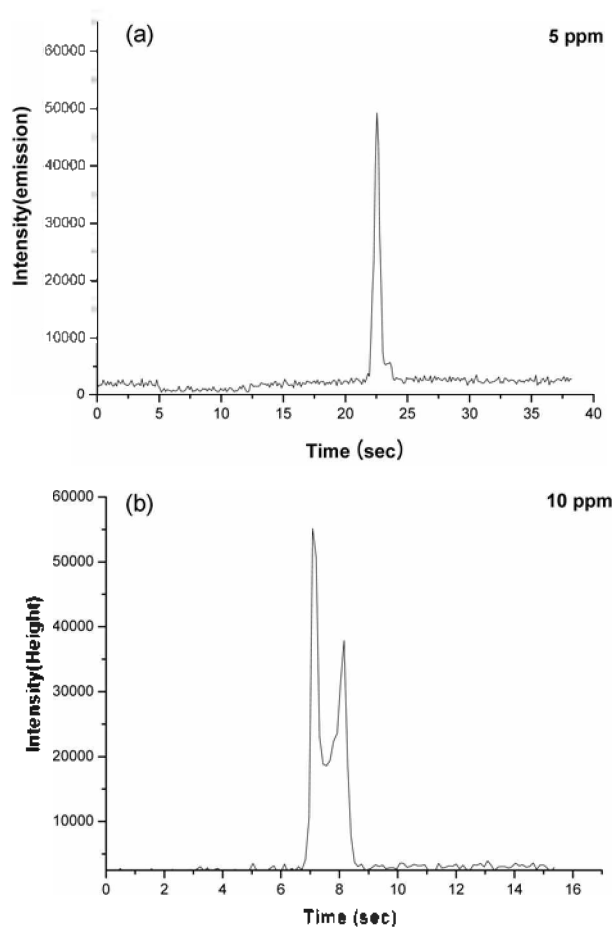 (a)
5 ppm
60000
50000
40000
30000
20000
10000
0
Intensity(emission)
0 5 10 15 20 25 30 35 40
Time (sec)
(b)
10 ppm
60000
50000
40000
30000
20000
10000
Intensity(Height)
0 2 4 6 8 10 12 14 16
Time (sec)